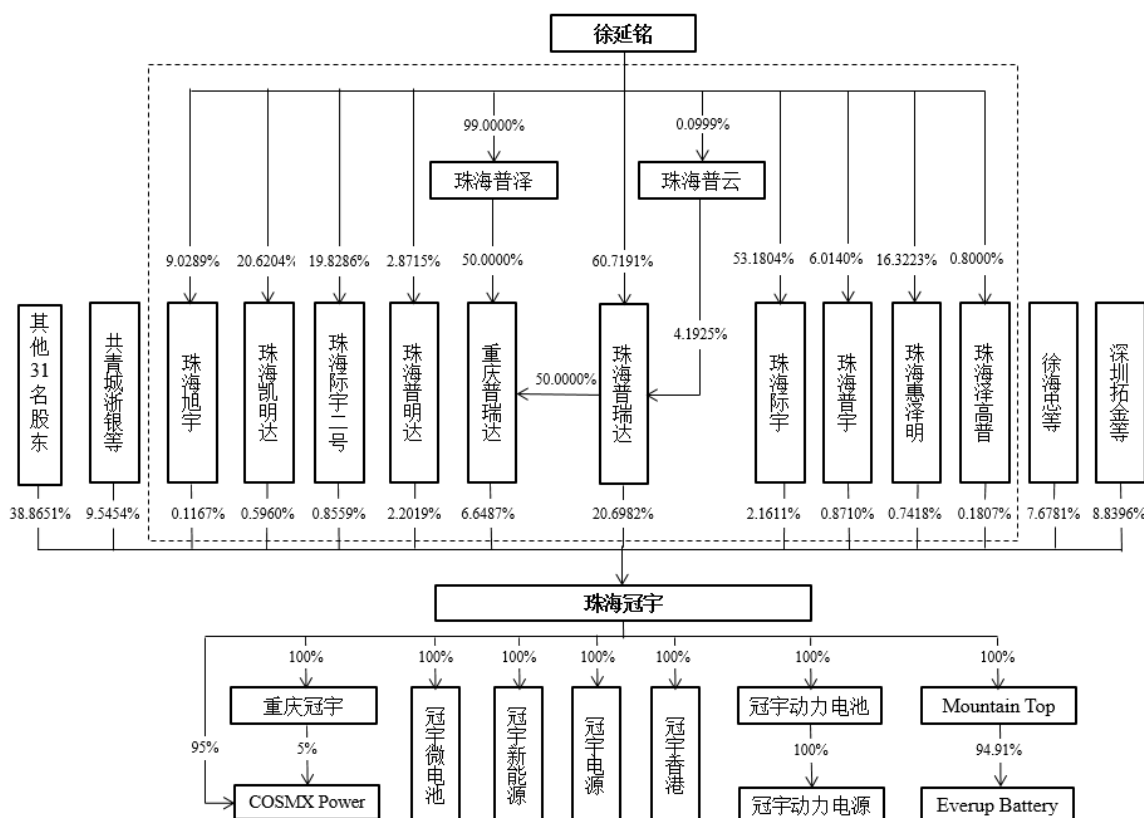 徐延铭
99.0000%
0.0999%
珠海普泽
珠海普云
9.0289%
20.6204%
19.8286%
2.8715%
50.0000%
60.7191%
53.1804%
6.0140%
16.3223%
0.8000%
4.1925%
50.0000%
其他31名股东
共青城浙银等
珠海旭宇
珠海凯明达
珠海际宇二号
珠海普明达
重庆普瑞达
珠海普瑞达
珠海际宇
珠海普宇
珠海惠泽明
珠海泽高普
徐海忠等
深圳拓金等
38.8651%
9.5454%
0.1167%
0.5960%
0.8559%
2.2019%
6.6487%
20.6982%
2.1611%
0.8710%
0.7418%
0.1807%
7.6781%
8.8396%
珠海冠宇
100%
100%
100%
100%
100%
100%
100%
重庆冠宇
冠宇微电池
冠宇新能源
冠宇电源
冠宇香港
冠宇动力电池
Mountain Top
95%
5%
100%
94.91%
COSMX Power
冠宇动力电源
Everup Battery